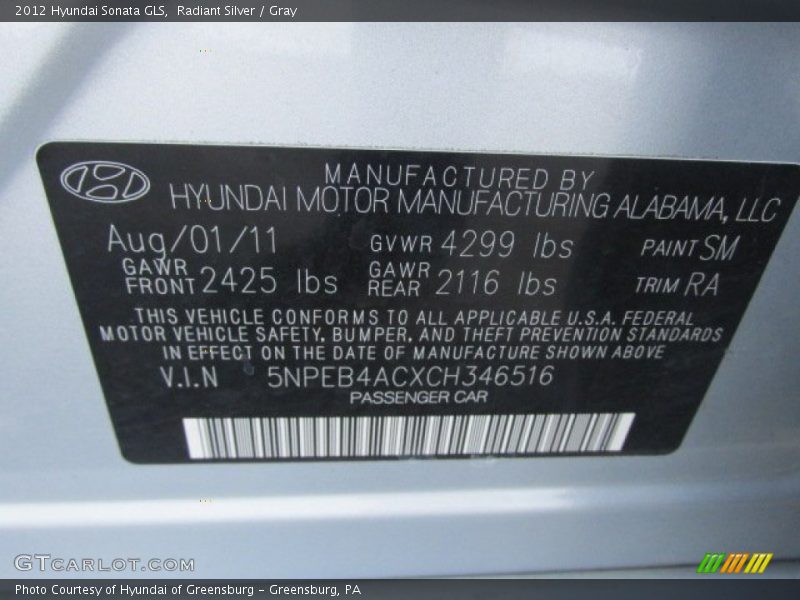 2012 Hyundai Sonata GLS, Radiant Silver / Gray
MANUFACTURED BY
HYUNDAI MOTOR MANUFACTURING ALABAMA, LLC
Aug/01/11 GVWR 4299 lbs PAINT SM
GAWR FRONT 2425 lbs GAWR REAR 2116 lbs TRIM RA
THIS VEHICLE CONFORMS TO ALL APPLICABLE U.S.A. FEDERAL
MOTOR VEHICLE SAFETY, BUMPER, AND THEFT PREVENTION STANDARDS
IN EFFECT ON THE DATE OF MANUFACTURE SHOWN ABOVE
V.I.N 5NPEB4ACXCH346516
PASSENGER CAR
GTCARLOT.COM
Photo Courtesy of Hyundai of Greensburg - Greensburg, PA